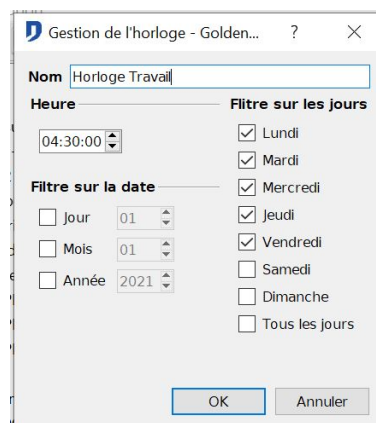 Gestion de l'horloge - Golden... ?
Nom Horloge Travail
Heure
04:30:00
Filtre sur la date
Jour 01
Mois 01
Année 2021
Flitre sur les jours
Lundi
Mardi
Mercredi
Jeudi
Vendredi
Samedi
Dimanche
Tous les jours
OK Annuler